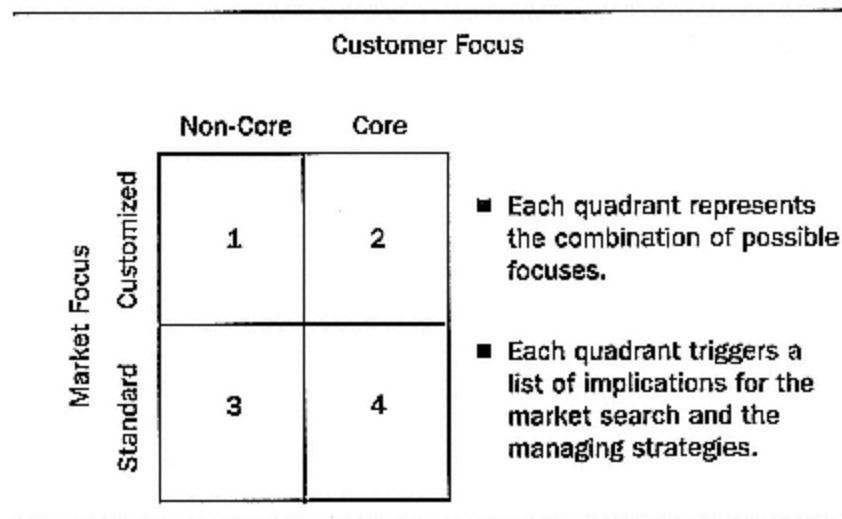 Customer Focus
Non-Core Core
Market Focus
Customized
1 2
■ Each quadrant represents
the combination of possible
focuses.
Standard
3 4
■ Each quadrant triggers a
list of implications for the
market search and the
managing strategies.